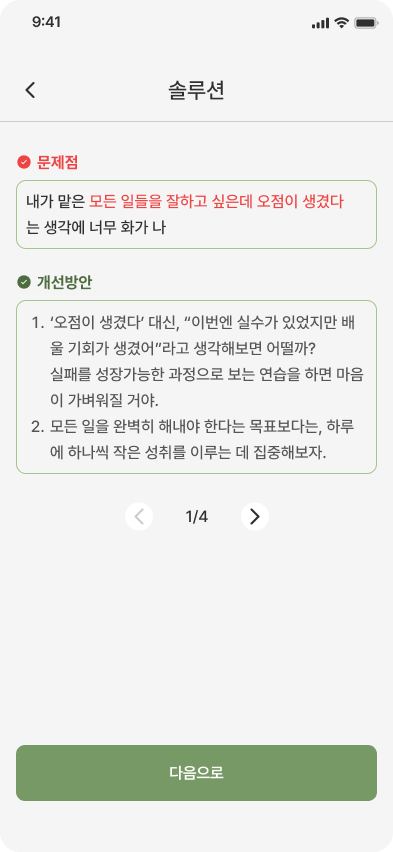 9:41
솔루션
문제점
내가 맡은 모든 일들을 잘하고 싶은데 오점이 생겼다
는 생각에 너무 화가 나
개선방안
1. ‘오점이 생겼다’ 대신, “이번엔 실수가 있었지만 배
울 기회가 생겼어”라고 생각해보면 어떨까?
실패를 성장가능한 과정으로 보는 연습을 하면 마음
이 가벼워질 거야.
2. 모든 일을 완벽히 해내야 한다는 목표보다는, 하루
에 하나씩 작은 성취를 이루는 데 집중해보자.
1/4
다음으로